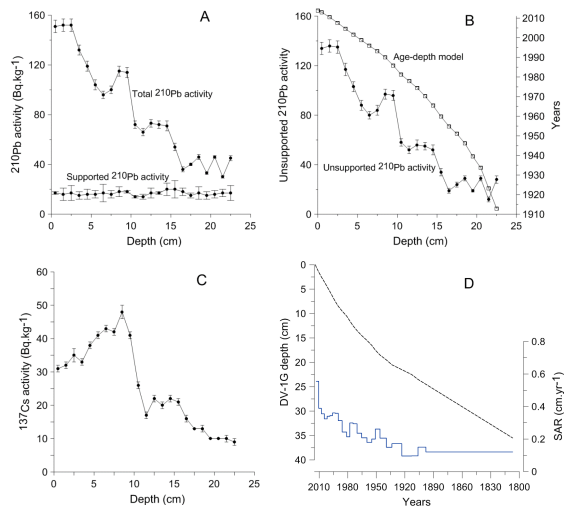 A
210Pb activity (Bq.kg-1)
160
120
80
40
0
Total 210Pb activity
Supported 210Pb activity
0 5 10 15 20 25
Depth (cm)
B
Unsupported 210Pb activity
160
120
80
40
0
Age-depth model
Unsupported 210Pb activity
2010
2000
1990
1980
1970
1960
1950
1940
1930
1920
1910
Years
0 5 10 15 20 25
Depth (cm)
C
137Cs activity (Bq.kg-1)
60
50
40
30
20
10
0
0 5 10 15 20 25
Depth (cm)
D
DV-1G depth (cm)
0
5
10
15
20
25
30
35
40
0.8
0.6
0.4
0.2
0
SAR (cm.yr-1)
2010 1980 1950 1920 1890 1860 1830 1800
Years